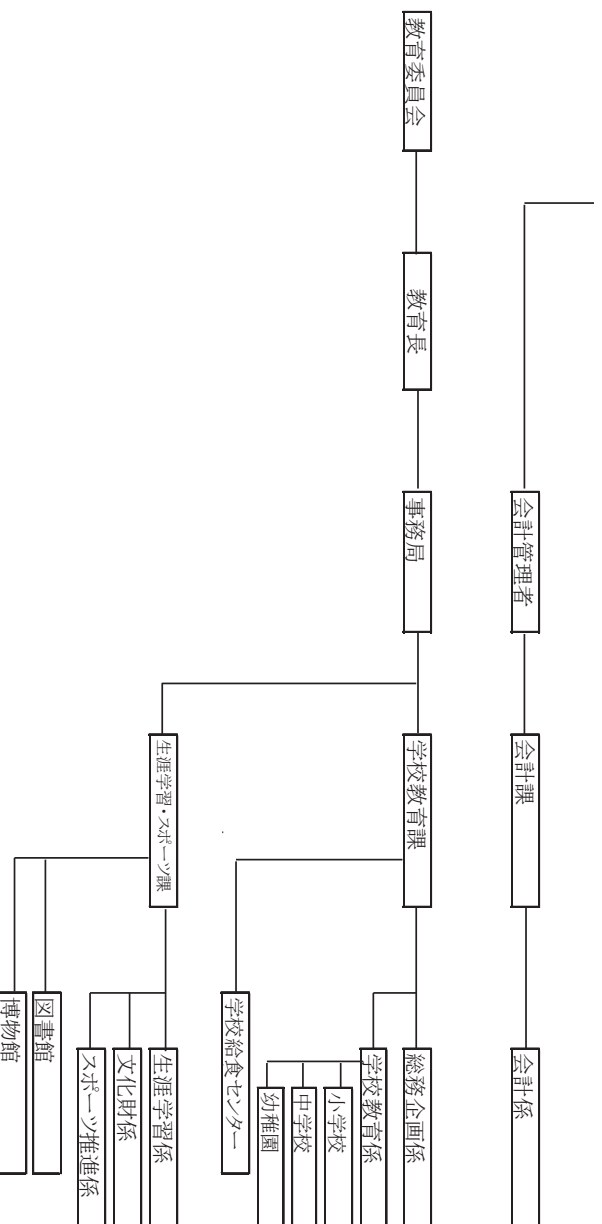 会計管理者
会計課
会計係
教育委員会
教育長
事務局
学校教育課
総務企画係
学校教育係
小学校
中学校
幼稚園
学校給食センター
生涯学習・スポーツ課
生涯学習係
文化財係
スポーツ推進係
図書館
博物館